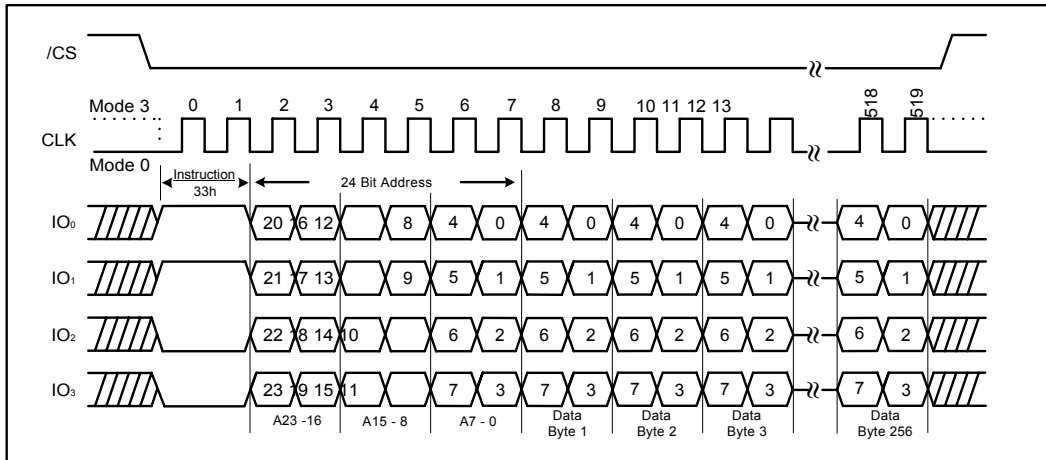 /CS
Mode 3 0 1 2 3 4 5 6 7 8 9 10 11 12 13 518 519
CLK
Mode 0
Instruction 33h
24 Bit Address
IO₀ 20 16 12 8 4 0 4 0 4 0 4 0 4 0
IO₁ 21 17 13 9 5 1 5 1 5 1 5 1 5 1
IO₂ 22 18 14 10 6 2 6 2 6 2 6 2 6 2
IO₃ 23 19 15 11 7 3 7 3 7 3 7 3 7 3
A23 -16 A15 - 8 A7 - 0 Data Byte 1 Data Byte 2 Data Byte 3 Data Byte 256